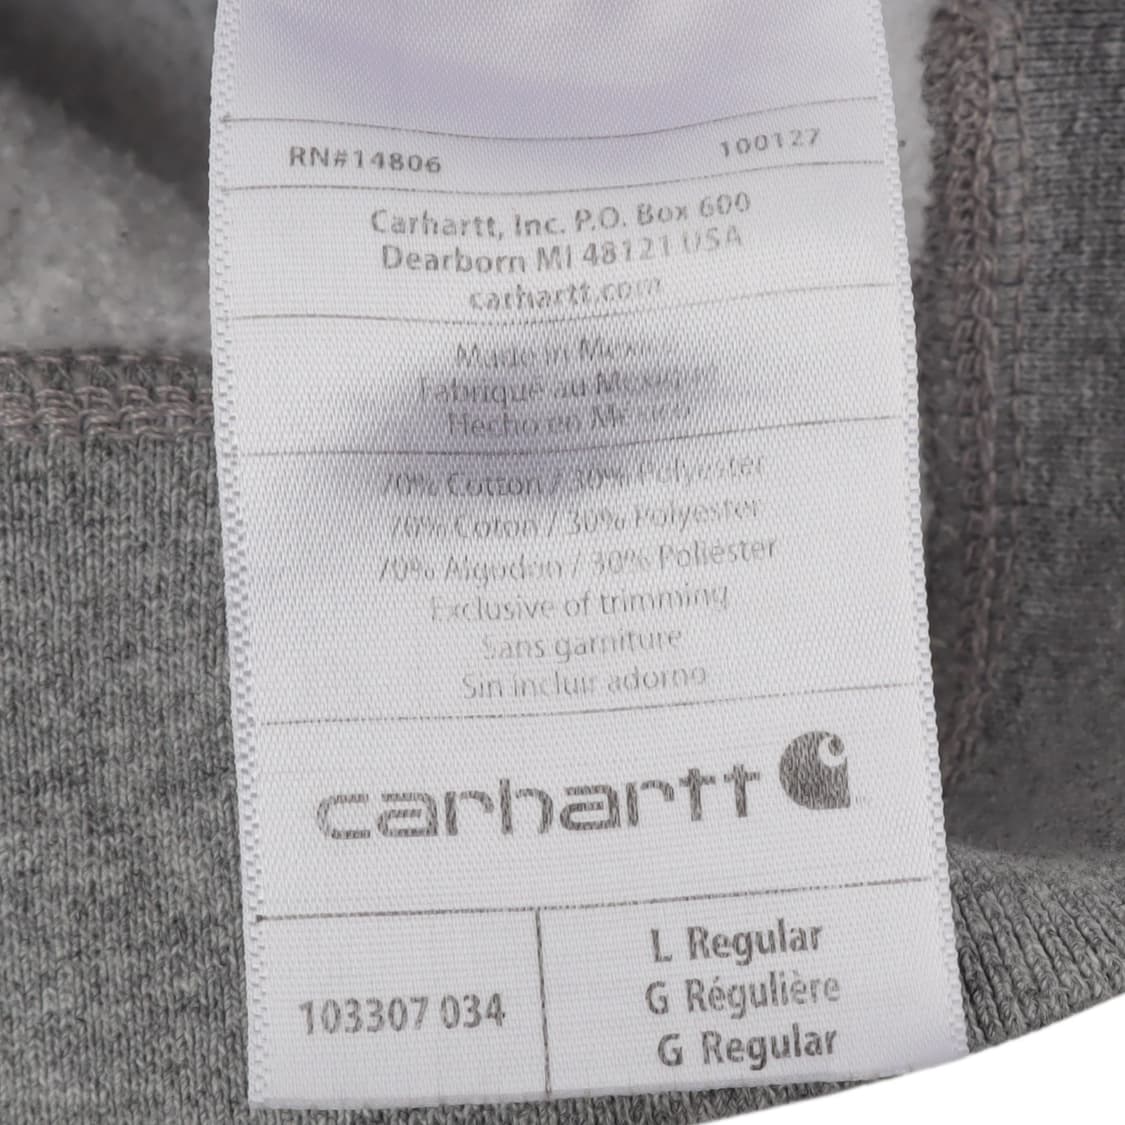 RN#14806 100127
Carhartt, Inc. P.O. Box 600
Dearborn MI 48121 USA
carhartt.com
Made in Mexico
Fabriqué au Mexique
Hecho en México
70% Cotton / 30% Polyester
70% Coton / 30% Polyester
70% Algodon / 30% Poliéster
Exclusive of trimming
Sans garniture
Sin incluir adorno
carhartt
103307 034
L Regular
G Régulière
G Regular